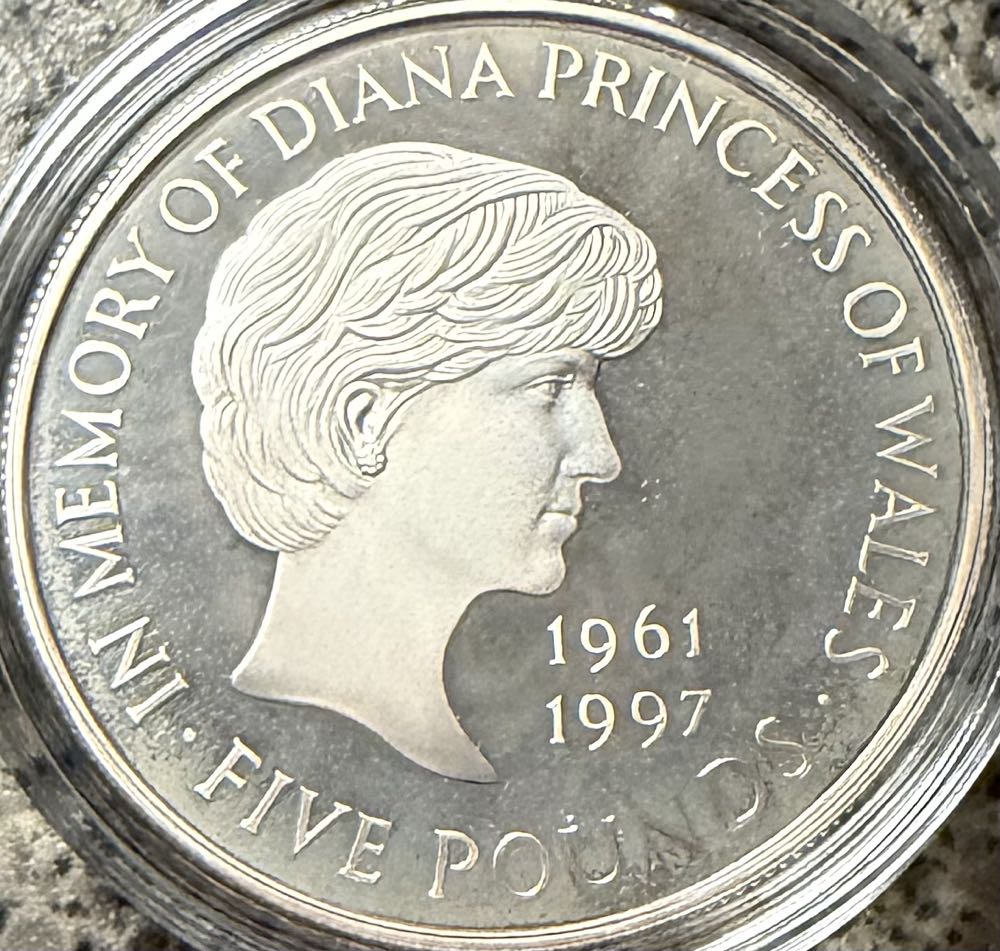 IN MEMORY OF DIANA PRINCESS OF WALES
1961
1997
· FIVE POUNDS ·